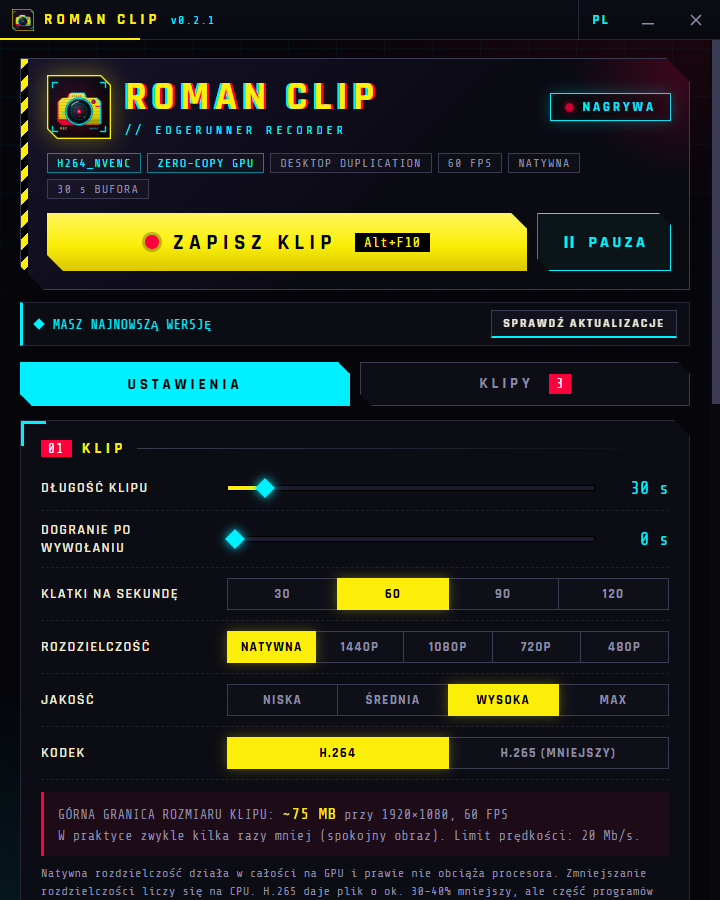 ROMAN CLIP v0.2.1 PL
ROMAN CLIP
// EDGERUNNER RECORDER
NAGRYWA
H264_NVENC ZERO-COPY GPU DESKTOP DUPLICATION 60 FPS NATYWNA
30 s BUFORA
ZAPISZ KLIP Alt+F10
PAUZA
MASZ NAJNOWSZĄ WERSJĘ
SPRAWDŹ AKTUALIZACJE
USTAWIENIA
KLIPY 3
01 KLIP
DŁUGOŚĆ KLIPU 30 s
DOGRANIE PO
WYWOŁANIU 0 s
KLATKI NA SEKUNDĘ 30 60 90 120
ROZDZIELCZOŚĆ NATYWNA 1440P 1080P 720P 480P
JAKOŚĆ NISKA ŚREDNIA WYSOKA MAX
KODEK H.264 H.265 (MNIEJSZY)
GÓRNA GRANICA ROZMIARU KLIPU: ~75 MB przy 1920×1080, 60 FPS
W praktyce zwykle kilka razy mniej (spokojny obraz). Limit prędkości: 20 Mb/s.
Natywna rozdzielczość działa w całości na GPU i prawie nie obciąża procesora. Zmniejszanie
rozdzielczości liczy się na CPU. H.265 daje plik o ok. 30-40% mniejszy, ale część programów